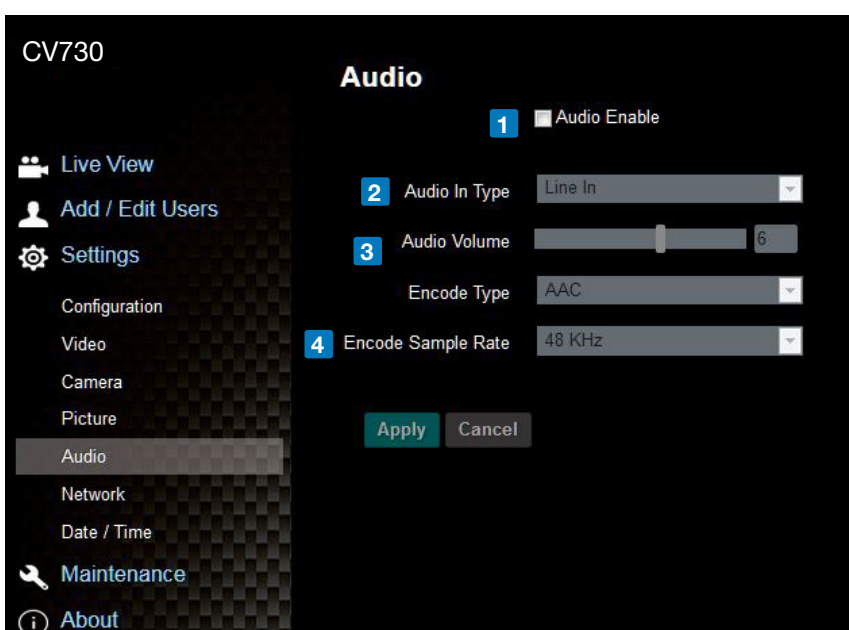 CV730
Audio
1 Audio Enable
Live View
2 Audio In Type Line In
Add / Edit Users
3 Audio Volume 6
Settings
Encode Type AAC
Configuration
4 Encode Sample Rate 48 KHz
Video
Camera
Picture
Apply Cancel
Audio
Network
Date / Time
Maintenance
About